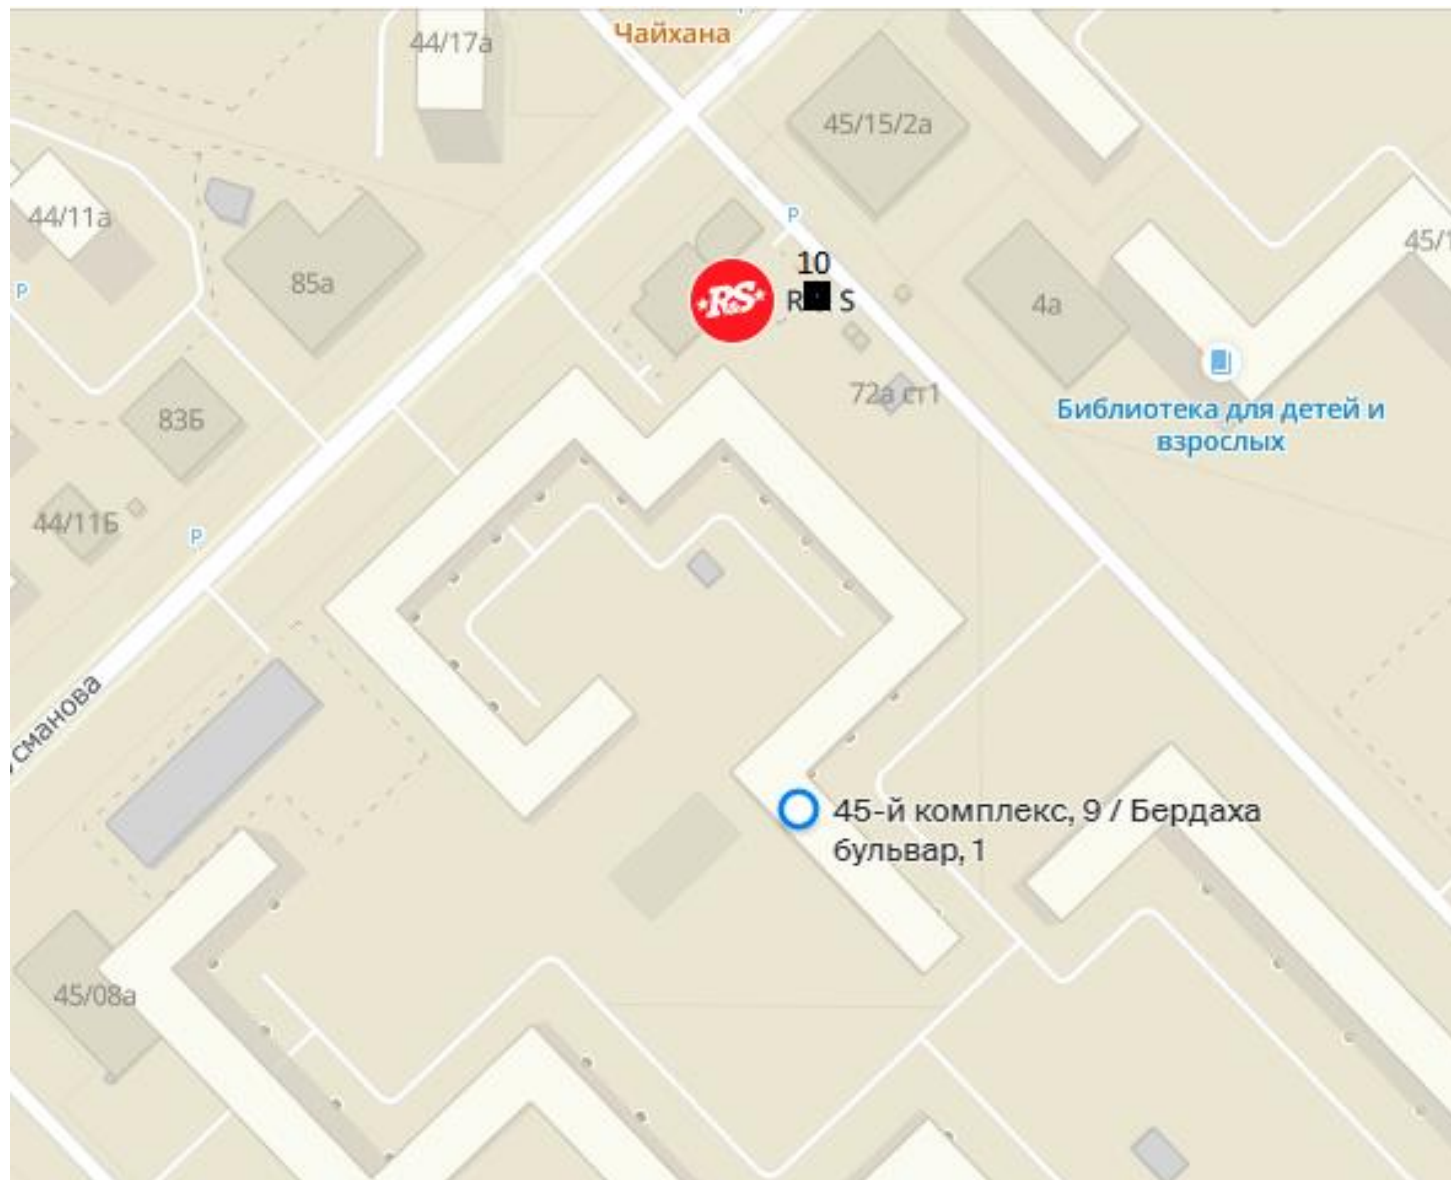 Чайхана
44/17а
45/15/2а
44/11а
Р
45/1
85а
10
R&S
R S
4а
Р
72а ст1
Библиотека для детей и
взрослых
83Б
44/11Б
Р
сманова
45-й комплекс, 9 / Бердаха
бульвар, 1
45/08а